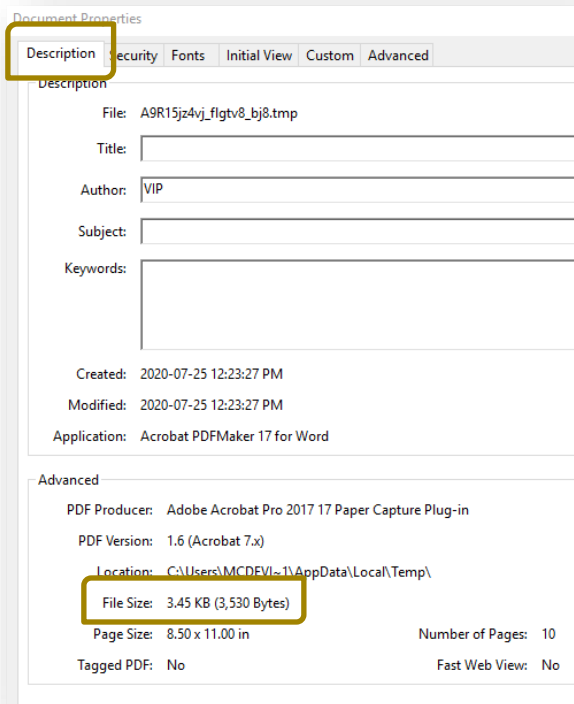 Document Properties
Description Security Fonts Initial View Custom Advanced
Description
File: A9R15jz4vj_flgtv8_bj8.tmp
Title:
Author: VIP
Subject:
Keywords:
Created: 2020-07-25 12:23:27 PM
Modified: 2020-07-25 12:23:27 PM
Application: Acrobat PDFMaker 17 for Word
Advanced
PDF Producer: Adobe Acrobat Pro 2017 17 Paper Capture Plug-in
PDF Version: 1.6 (Acrobat 7.x)
Location: C:\Users\MCDEVI~1\AppData\Local\Temp\
File Size: 3.45 KB (3,530 Bytes)
Page Size: 8.50 x 11.00 in Number of Pages: 10
Tagged PDF: No Fast Web View: No